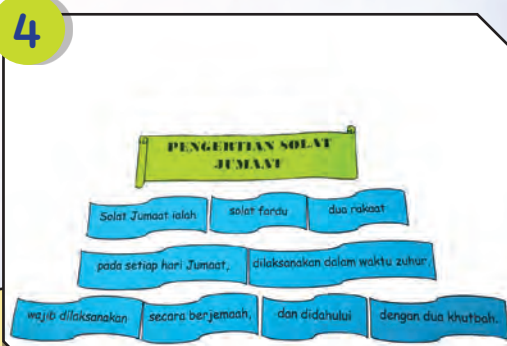 4
PENGERTIAN SOLAT
JUMAAT
Solat Jumaat ialah solat fardu dua rakaat
pada setiap hari Jumaat, dilaksanakan dalam waktu zuhur,
wajib dilaksanakan secara berjemaah, dan didahului dengan dua khutbah.